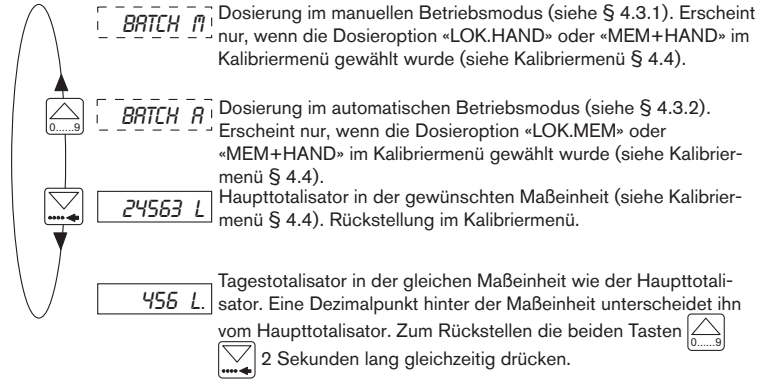 BATCH M
Dosierung im manuellen Betriebsmodus (siehe § 4.3.1). Erscheint
nur, wenn die Dosieroption «LOK.HAND» oder «MEM+HAND» im
Kalibriermenü gewählt wurde (siehe Kalibriermenü § 4.4).
0......9
BATCH A
Dosierung im automatischen Betriebsmodus (siehe § 4.3.2).
Erscheint nur, wenn die Dosieroption «LOK.MEM» oder
«MEM+HAND» im Kalibriermenü gewählt wurde (siehe Kalibrier-
menü § 4.4).
24563 L
Haupttotalisator in der gewünschten Maßeinheit (siehe Kalibrier-
menü § 4.4). Rückstellung im Kalibriermenü.
456 L.
Tagestotalisator in der gleichen Maßeinheit wie der Haupttotali-
sator. Eine Dezimalpunkt hinter der Maßeinheit unterscheidet ihn
vom Haupttotalisator. Zum Rückstellen die beiden Tasten 0......9
2 Sekunden lang gleichzeitig drücken.